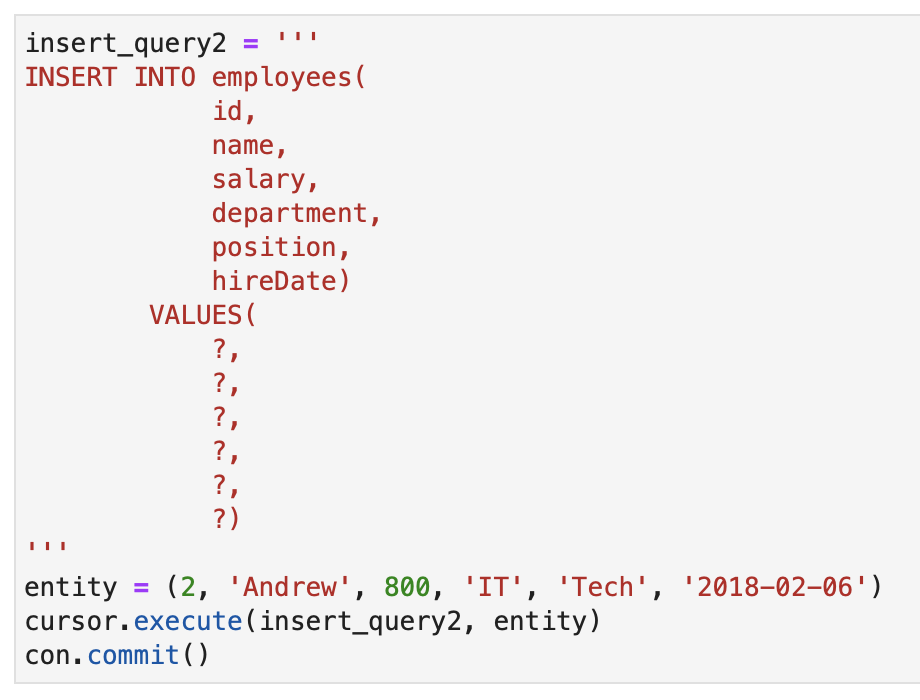 insert_query2 = '''
INSERT INTO employees(
            id,
            name,
            salary,
            department,
            position,
            hireDate)
        VALUES(
            ?,
            ?,
            ?,
            ?,
            ?,
            ?)
'''
entity = (2, 'Andrew', 800, 'IT', 'Tech', '2018-02-06')
cursor.execute(insert_query2, entity)
con.commit()